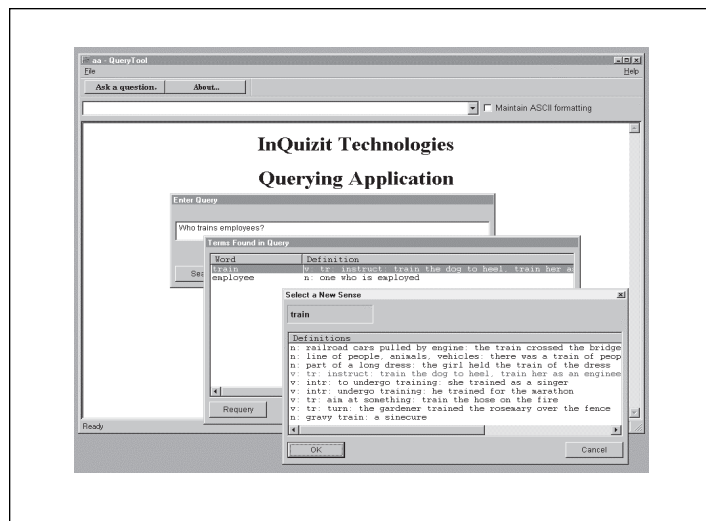 aa - QueryTool
File Help
Ask a question. About...
Maintain ASCII formatting
InQuizit Technologies
Querying Application
Enter Query
Who trains employees?
Terms Found in Query
Word Definition
train v: tr: instruct: train the dog to heel, train her as
employee n: one who is employed
Sea
Requery
Select a New Sense
train
Definitions
n: railroad cars pulled by engine: the train crossed the bridge
n: line of people, animals, vehicles: there was a train of peop
n: part of a long dress: the girl held the train of the dress
v: tr: instruct: train the dog to heel, train her as an enginee
v: intr: to undergo training: she trained as a singer
v: intr: undergo training: he trained for the marathon
v: tr: aim at something: train the hose on the fire
v: tr: turn: the gardener trained the rosemary over the fence
n: gravy train: a sinecure
OK Cancel
Ready